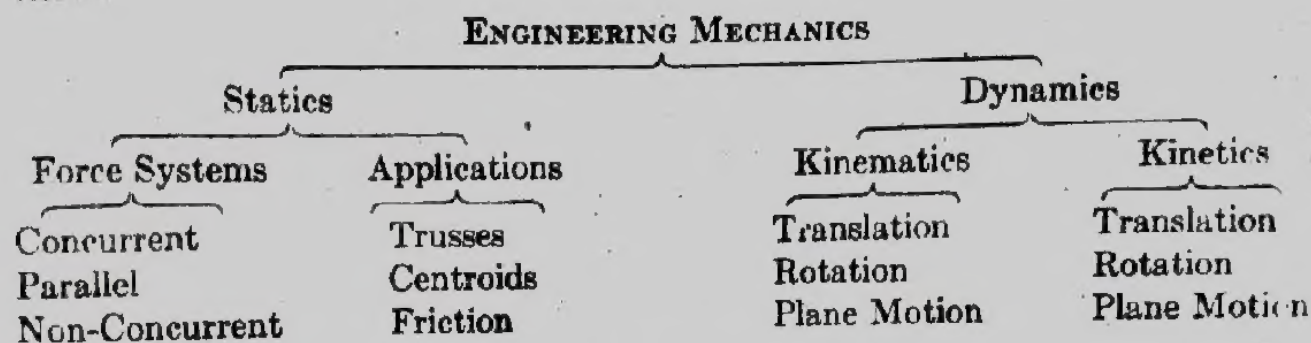 ENGINEERING MECHANICS
Statics Dynamics
Force Systems Applications Kinematics Kinetics
Concurrent Trusses Translation Translation
Parallel Centroids Rotation Rotation
Non-Concurrent Friction Plane Motion Plane Motion